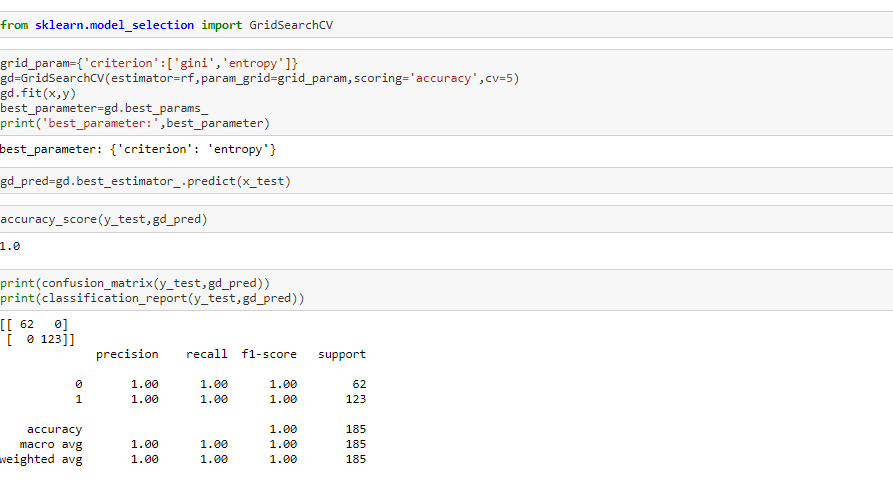 from sklearn.model_selection import GridSearchCV
grid_param={'criterion':['gini','entropy']}
gd=GridSearchCV(estimator=rf,param_grid=grid_param,scoring='accuracy',cv=5)
gd.fit(x,y)
best_parameter=gd.best_params_
print('best_parameter:',best_parameter)
best_parameter: {'criterion': 'entropy'}
gd_pred=gd.best_estimator_.predict(x_test)
accuracy_score(y_test,gd_pred)
1.0
print(confusion_matrix(y_test,gd_pred))
print(classification_report(y_test,gd_pred))
[[ 62   0]
 [  0 123]]
              precision    recall  f1-score   support
           0       1.00      1.00      1.00        62
           1       1.00      1.00      1.00       123
    accuracy                           1.00       185
   macro avg       1.00      1.00      1.00       185
weighted avg       1.00      1.00      1.00       185